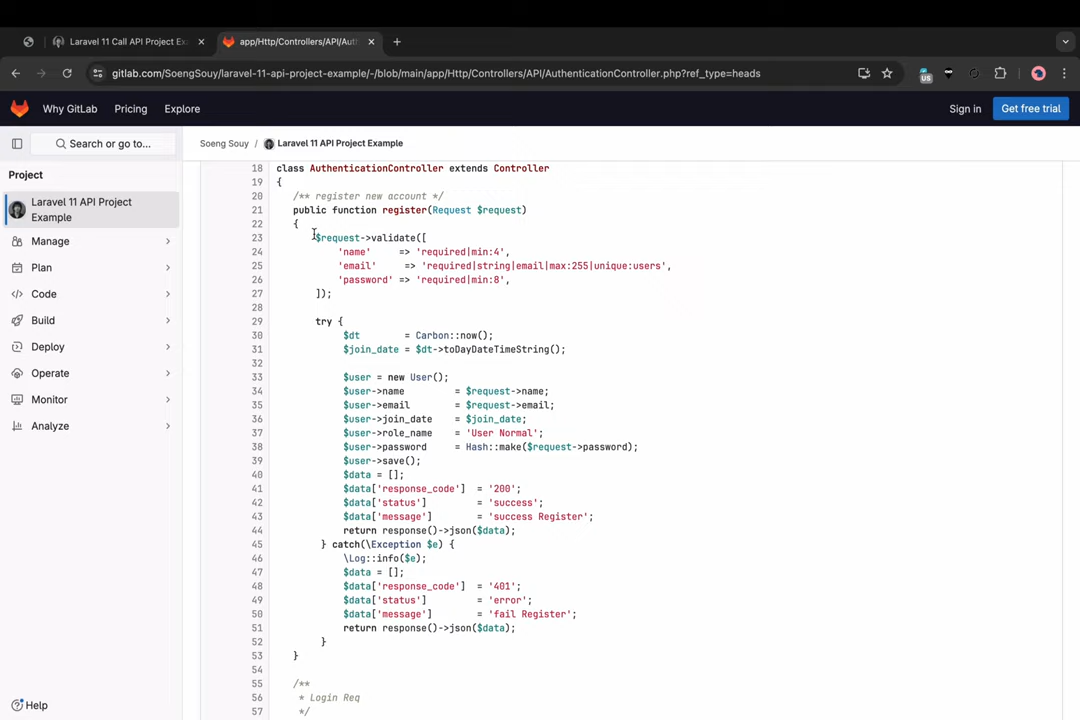 Laravel 11 Call API Project Ex
app/Http/Controllers/API/Auth
gitlab.com/SoengSouy/laravel-11-api-project-example/-/blob/main/app/Http/Controllers/API/AuthenticationController.php?ref_type=heads
US
Why GitLab Pricing Explore Sign in Get free trial
Search or go to...
Soeng Souy / Laravel 11 API Project Example
Project
Laravel 11 API Project
Example
Manage
Plan
Code
Build
Deploy
Operate
Monitor
Analyze
Help
18 class AuthenticationController extends Controller
19 {
20     /** register new account */
21     public function register(Request $request)
22     {
23         $request->validate([
24             'name'     => 'required|min:4',
25             'email'     => 'required|string|email|max:255|unique:users',
26             'password' => 'required|min:8',
27         ]);
28
29         try {
30             $dt        = Carbon::now();
31             $join_date = $dt->toDayDateTimeString();
32
33             $user = new User();
34             $user->name         = $request->name;
35             $user->email        = $request->email;
36             $user->join_date    = $join_date;
37             $user->role_name    = 'User Normal';
38             $user->password     = Hash::make($request->password);
39             $user->save();
40             $data = [];
41             $data['response_code']  = '200';
42             $data['status']         = 'success';
43             $data['message']        = 'success Register';
44             return response()->json($data);
45         } catch(\Exception $e) {
46             \Log::info($e);
47             $data = [];
48             $data['response_code']  = '401';
49             $data['status']         = 'error';
50             $data['message']        = 'fail Register';
51             return response()->json($data);
52         }
53     }
54
55     /**
56      * Login Req
57      */